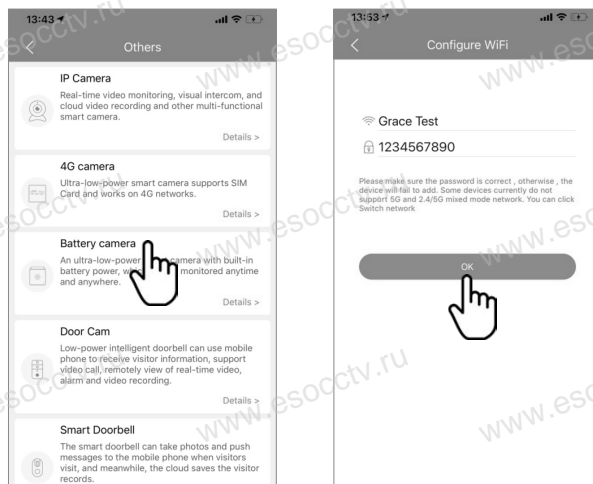 13:43
Others
IP Camera
Real-time video monitoring, visual intercom, and
cloud video recording and other multi-functional
smart camera.
Details >
4G camera
Ultra-low-power smart camera supports SIM
Card and works on 4G networks.
Details >
Battery camera
An ultra-low-power camera with built-in
battery power, monitored anytime
and anywhere.
Details >
Door Cam
Low-power intelligent doorbell can use mobile
phone to receive visitor information, support
video call, remotely view of real-time video,
alarm and video recording.
Details >
Smart Doorbell
The smart doorbell can take photos and push
messages to the mobile phone when visitors
visit, and meanwhile, the cloud saves the visitor
records.
13:53
Configure WiFi
Grace Test
1234567890
Please make sure the password is correct , otherwise , the
device will fail to add. Some devices currently do not
support 5G and 2.4/5G mixed mode network. You can click
Switch network
OK
www.esocctv.ru